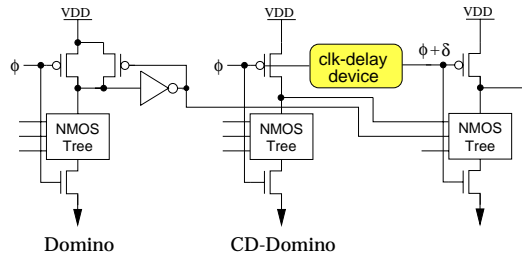 VDD
VDD
VDD
ϕ
ϕ
clk-delay
device
ϕ+δ
NMOS
Tree
NMOS
Tree
NMOS
Tree
Domino
CD-Domino